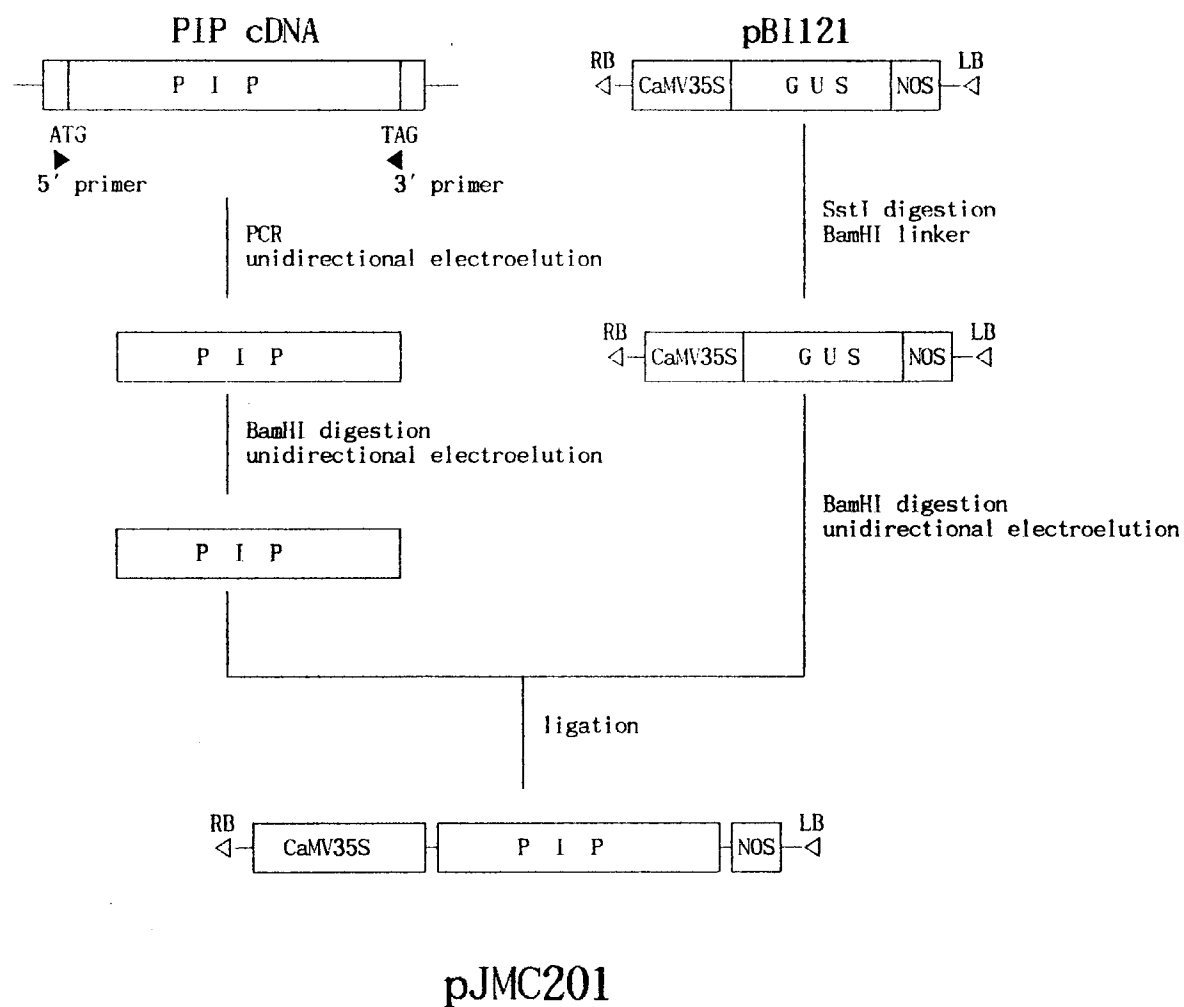 PIP cDNA
pBI121
P I P
RB
CaMV35S
G U S
NOS
LB
ATG
TAG
5' primer
3' primer
PCR
unidirectional electroelution
SstI digestion
BamHI linker
P I P
RB
CaMV35S
G U S
NOS
LB
BamHI digestion
unidirectional electroelution
BamHI digestion
unidirectional electroelution
P I P
ligation
RB
CaMV35S
P I P
NOS
LB
pJMC201